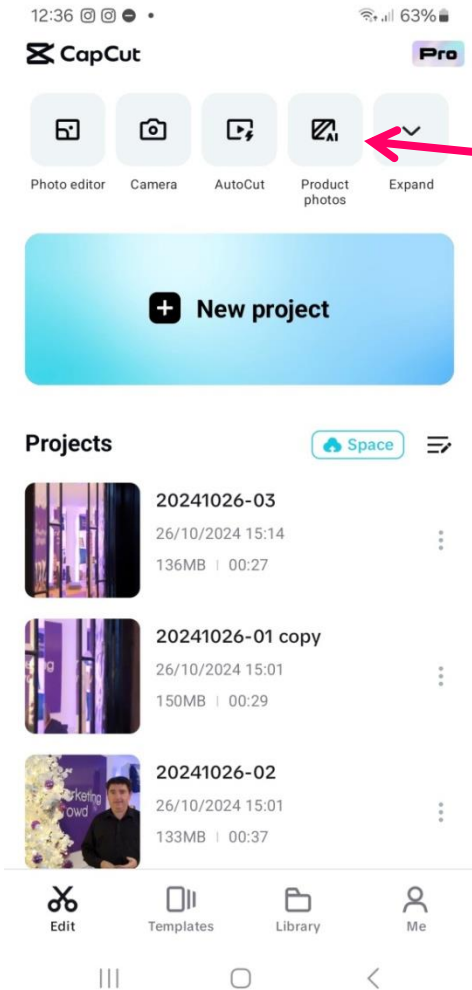 12:36
63%
CapCut
Pro
AI
Photo editor
Camera
AutoCut
Product
photos
Expand
New project
Projects
Space
20241026-03
26/10/2024 15:14
136MB | 00:27
20241026-01 copy
26/10/2024 15:01
150MB | 00:29
20241026-02
26/10/2024 15:01
133MB | 00:37
Edit
Templates
Library
Me